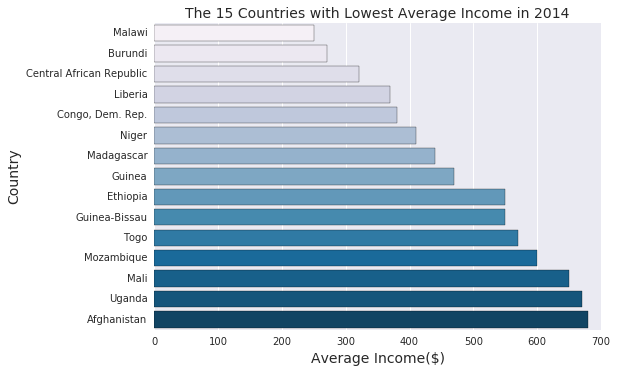 The 15 Countries with Lowest Average Income in 2014
Country
Malawi
Burundi
Central African Republic
Liberia
Congo, Dem. Rep.
Niger
Madagascar
Guinea
Ethiopia
Guinea-Bissau
Togo
Mozambique
Mali
Uganda
Afghanistan
0 100 200 300 400 500 600 700
Average Income($)